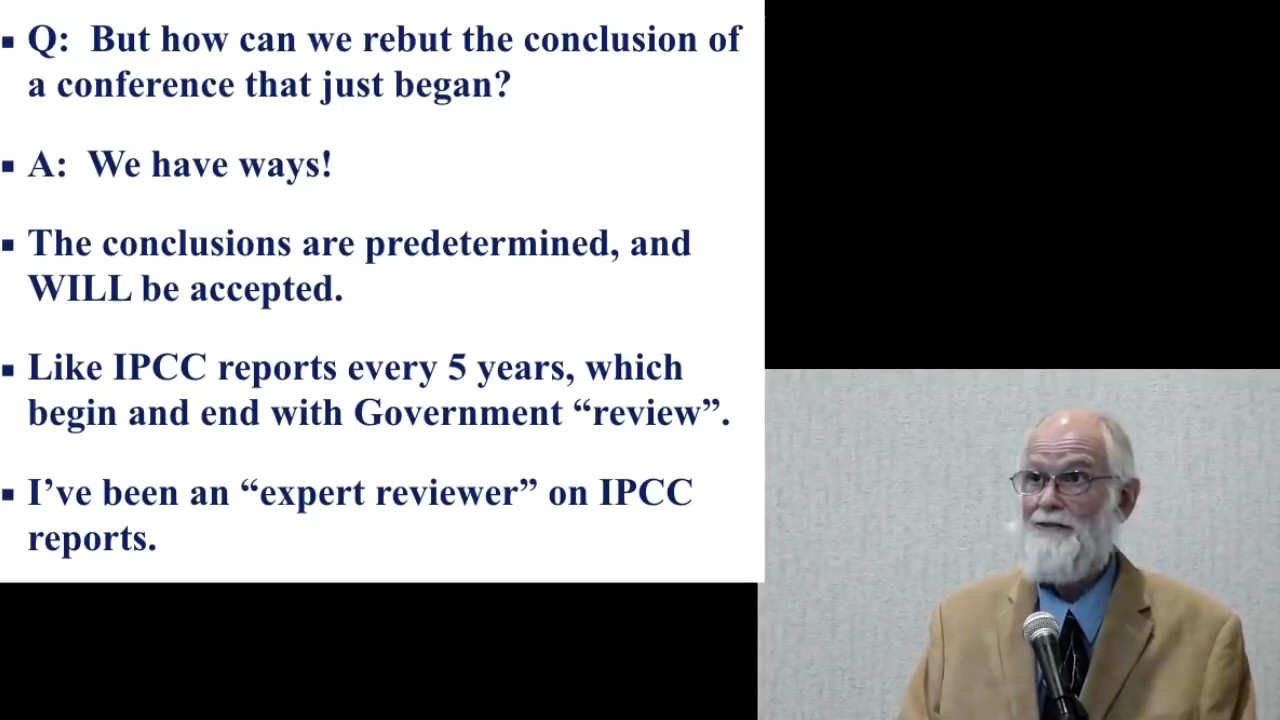 Q: But how can we rebut the conclusion of
a conference that just began?
A: We have ways!
The conclusions are predetermined, and
WILL be accepted.
Like IPCC reports every 5 years, which
begin and end with Government “review”.
I’ve been an “expert reviewer” on IPCC
reports.